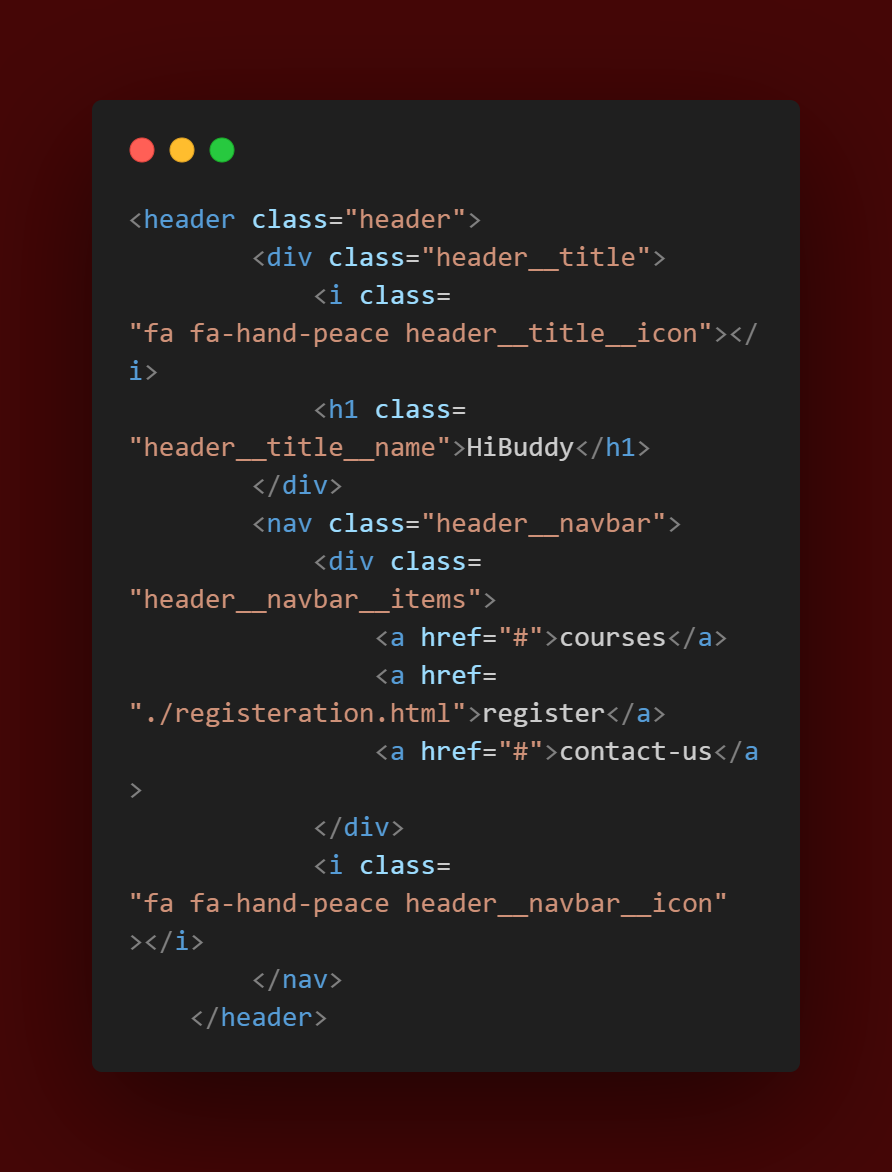 <header class="header">
        <div class="header__title">
            <i class=
"fa fa-hand-peace header__title__icon"></
i>
            <h1 class=
"header__title__name">HiBuddy</h1>
        </div>
        <nav class="header__navbar">
            <div class=
"header__navbar__items">
                <a href="#">courses</a>
                <a href=
"./registeration.html">register</a>
                <a href="#">contact-us</a
>
            </div>
            <i class=
"fa fa-hand-peace header__navbar__icon"
></i>
        </nav>
    </header>